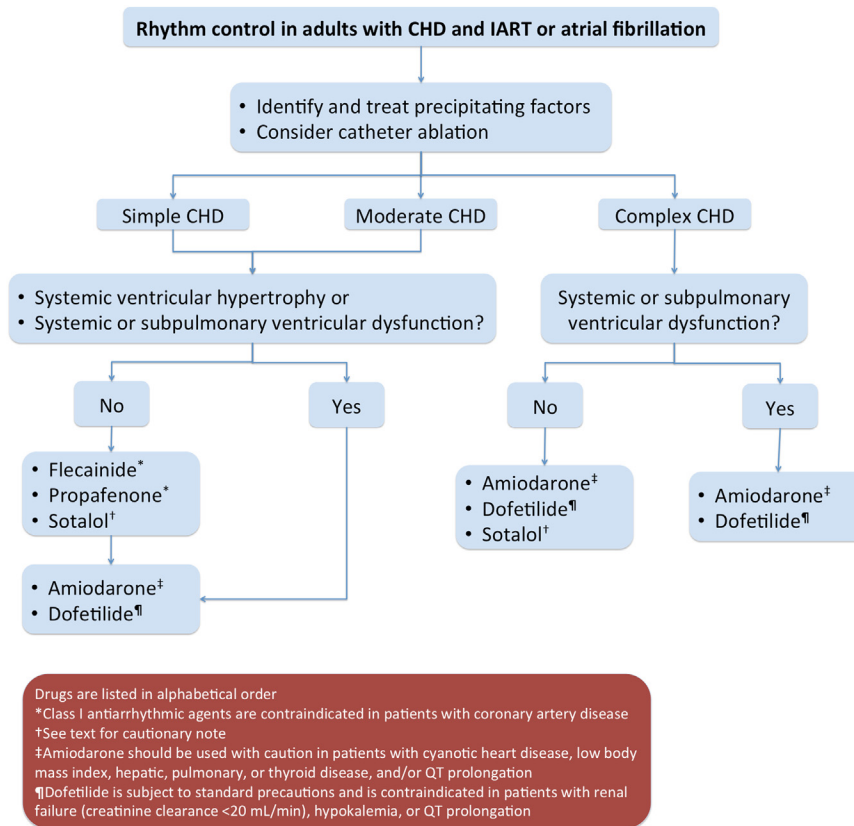 Rhythm control in adults with CHD and IART or atrial fibrillation
• Identify and treat precipitating factors
• Consider catheter ablation
Simple CHD
Moderate CHD
Complex CHD
• Systemic ventricular hypertrophy or
• Systemic or subpulmonary ventricular dysfunction?
Systemic or subpulmonary
ventricular dysfunction?
No
Yes
No
Yes
• Flecainide*
• Propafenone*
• Sotalol†
• Amiodarone‡
• Dofetilide¶
• Sotalol†
• Amiodarone‡
• Dofetilide¶
• Amiodarone‡
• Dofetilide¶
Drugs are listed in alphabetical order
*Class I antiarrhythmic agents are contraindicated in patients with coronary artery disease
†See text for cautionary note
‡Amiodarone should be used with caution in patients with cyanotic heart disease, low body
mass index, hepatic, pulmonary, or thyroid disease, and/or QT prolongation
¶Dofetilide is subject to standard precautions and is contraindicated in patients with renal
failure (creatinine clearance <20 mL/min), hypokalemia, or QT prolongation